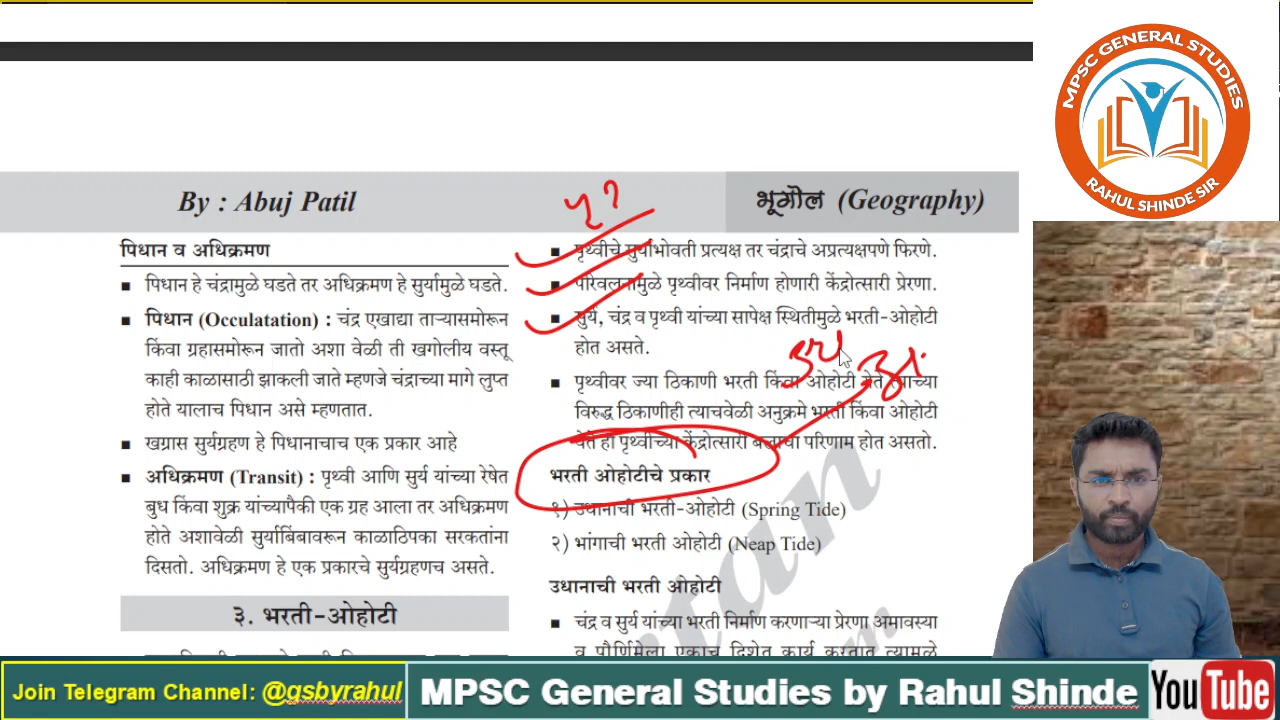 MPSC GENERAL STUDIES
RAHUL SHINDE SIR
By : Abuj Patil
भूगोल (Geography)
पिधान व अधिक्रमण
■ पिधान हे चंद्रामुळे घडते तर अधिक्रमण हे सुर्यामुळे घडते.
■ पिधान (Occulatation) : चंद्र एखाद्या ताऱ्यासमोरून
किंवा ग्रहासमोरून जातो अशा वेळी ती खगोलीय वस्तू
काही काळासाठी झाकली जाते म्हणजे चंद्राच्या मागे लुप्त
होते यालाच पिधान असे म्हणतात.
■ खग्रास सुर्यग्रहण हे पिधानाचाच एक प्रकार आहे
■ अधिक्रमण (Transit) : पृथ्वी आणि सुर्य यांच्या रेषेत
बुध किंवा शुक्र यांच्यापैकी एक ग्रह आला तर अधिक्रमण
होते अशावेळी सुर्याबिंबावरून काळाठिपका सरकतांना
दिसतो. अधिक्रमण हे एक प्रकारचे सुर्यग्रहणच असते.
३. भरती-ओहोटी
■ पृथ्वीचे सुर्याभोवती प्रत्यक्ष तर चंद्राचे अप्रत्यक्षपणे फिरणे.
■ परिवलनामुळे पृथ्वीवर निर्माण होणारी केंद्रोत्सारी प्रेरणा.
■ सुर्य, चंद्र व पृथ्वी यांच्या सापेक्ष स्थितीमुळे भरती-ओहोटी
होत असते.
■ पृथ्वीवर ज्या ठिकाणी भरती किंवा ओहोटी येते त्याच्या
विरुद्ध ठिकाणीही त्याचवेळी अनुक्रमे भरती किंवा ओहोटी
येते ही पृथ्वीच्या केंद्रोत्सारी बलाचा परिणाम होत असतो.
भरती ओहोटीचे प्रकार
१) उधानाची भरती-ओहोटी (Spring Tide)
२) भांगाची भरती ओहोटी (Neap Tide)
उधानाची भरती ओहोटी
■ चंद्र व सुर्य यांच्या भरती निर्माण करणाऱ्या प्रेरणा अमावस्या
व पौर्णिमेला एकाच दिशेत कार्य करतात त्यामुळे
Join Telegram Channel: @gsbyrahul
MPSC General Studies by Rahul Shinde
YouTube